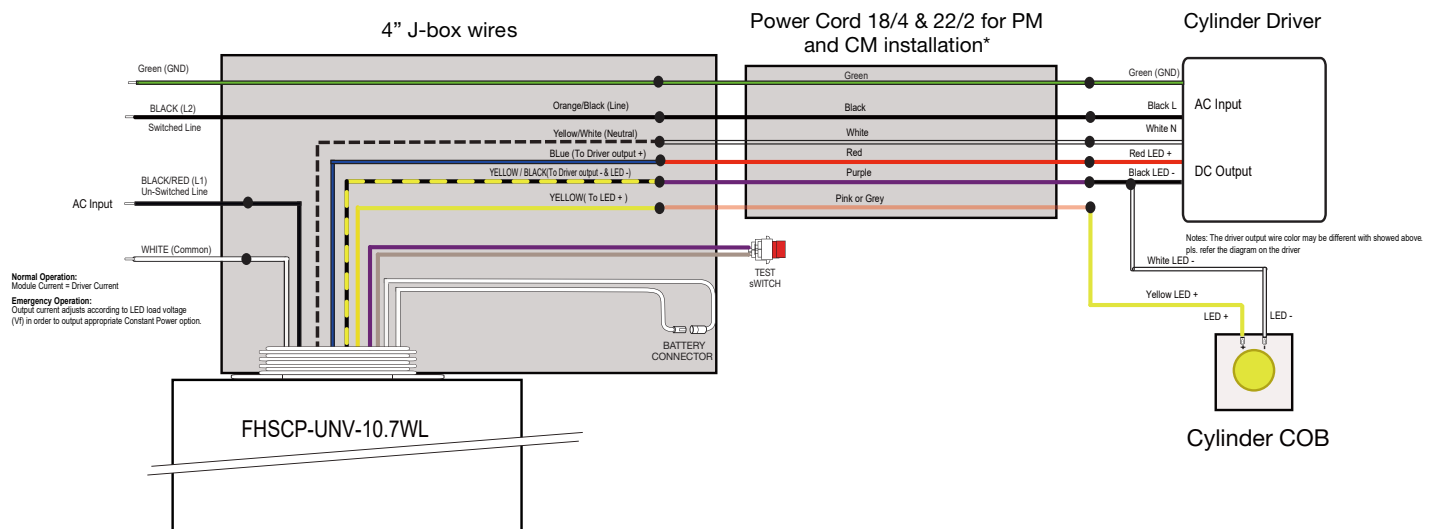 4” J-box wires
Power Cord 18/4 & 22/2 for PM
and CM installation*
Cylinder Driver
Green (GND)
Green
Green (GND)
BLACK (L2)
Switched Line
Orange/Black (Line)
Black
Black L
AC Input
Yellow/White (Neutral)
White
White N
BLue (To Driver output +)
Red
Red LED +
YELLOW / BLACK(To Driver output - & LED -)
Purple
Black LED -
DC Output
BLACK/RED (L1)
Un-Switched Line
YELLOW( To LED + )
Pink or Grey
AC Input
WHITE (Common)
Notes: The driver output wire color may be different with showed above.
pls. refer the diagram on the driver
TEST
sWITCH
White LED -
Normal Operation:
Module Current = Driver Current
Emergency Operation:
Output current adjusts according to LED load voltage
(Vf) in order to output appropriate Constant Power option.
Yellow LED +
LED +
LED -
BATTERY
CONNECTOR
+
-
FHSCP-UNV-10.7WL
Cylinder COB